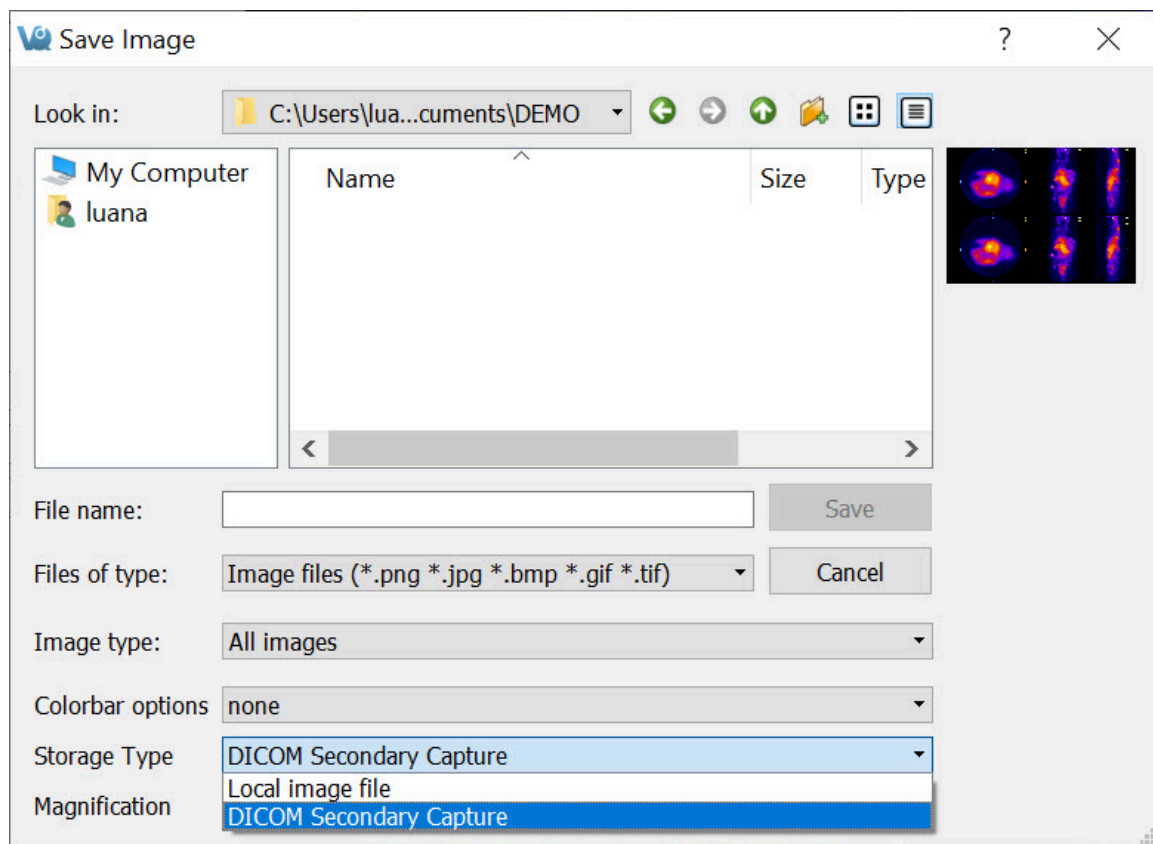 Save Image
?
Look in:
C:\Users\lua...cuments\DEMO
My Computer
luana
Name
Size
Type
File name:
Save
Files of type:
Image files (*.png *.jpg *.bmp *.gif *.tif)
Cancel
Image type:
All images
Colorbar options
none
Storage Type
DICOM Secondary Capture
Local image file
DICOM Secondary Capture
Magnification